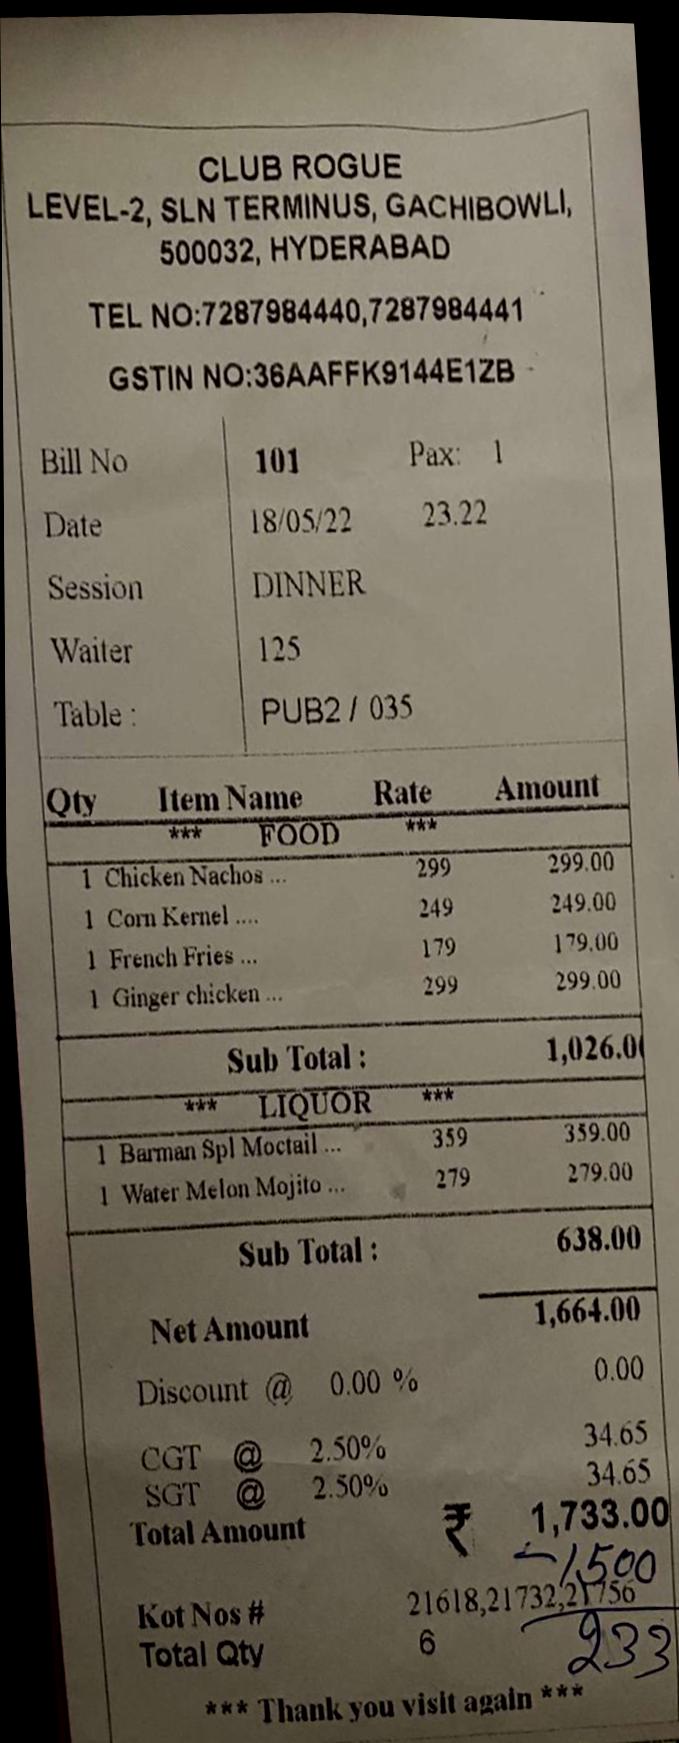 CLUB ROGUE
LEVEL-2, SLN TERMINUS, GACHIBOWLI,
500032, HYDERABAD
TEL NO:7287984440,7287984441
GSTIN NO:36AAFFK9144E1ZB
Bill No 101 Pax: 1
Date 18/05/22 23.22
Session DINNER
Waiter 125
Table : PUB2 / 035
Qty Item Name Rate Amount
*** FOOD ***
1 Chicken Nachos ... 299 299.00
1 Corn Kernel .... 249 249.00
1 French Fries ... 179 179.00
1 Ginger chicken ... 299 299.00
Sub Total : 1,026.00
*** LIQUOR ***
1 Barman Spl Moctail ... 359 359.00
1 Water Melon Mojito ... 279 279.00
Sub Total : 638.00
Net Amount 1,664.00
Discount @ 0.00 % 0.00
CGT @ 2.50% 34.65
SGT @ 2.50% 34.65
Total Amount ₹ 1,733.00
-1,500
Kot Nos # 21618,21732,21756
Total Qty 6 233
*** Thank you visit again ***